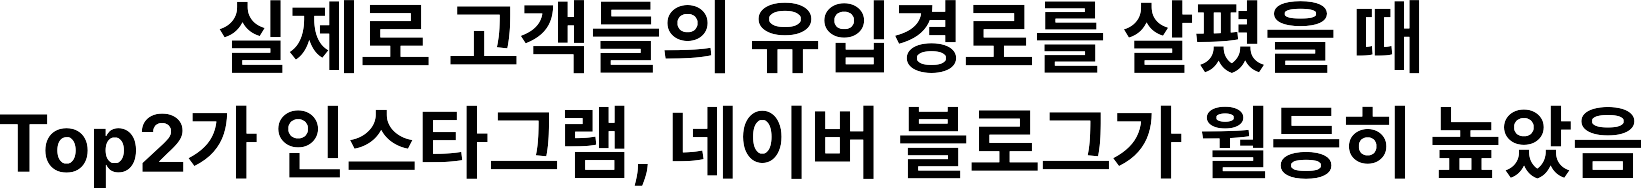 실제로 고객들의 유입경로를 살폈을 때
Top2가 인스타그램, 네이버 블로그가 월등히 높았음